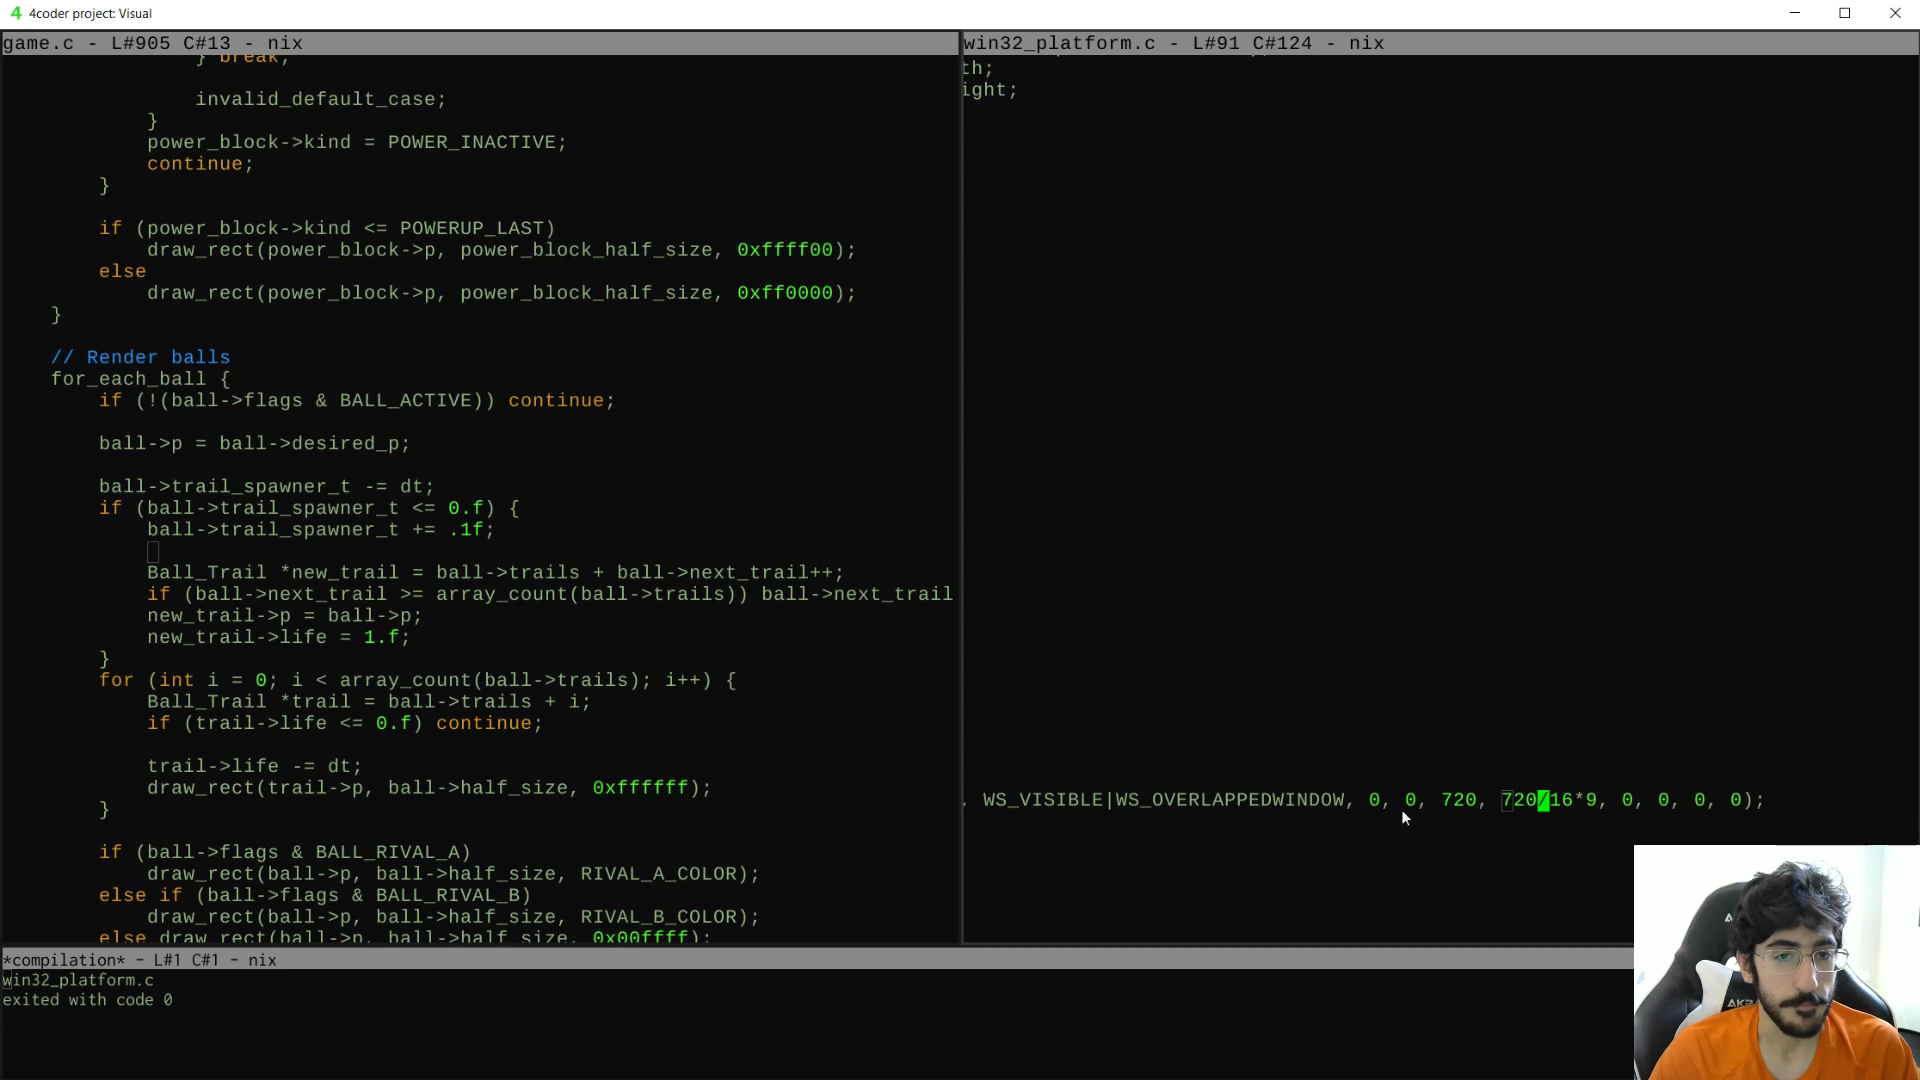 4coder project: Visual
game.c - L#905 C#13 - nix
} break;
invalid_default_case;
}
power_block->kind = POWER_INACTIVE;
continue;
}
if (power_block->kind <= POWERUP_LAST)
draw_rect(power_block->p, power_block_half_size, 0xffff00);
else
draw_rect(power_block->p, power_block_half_size, 0xff0000);
}
// Render balls
for_each_ball {
if (!(ball->flags & BALL_ACTIVE)) continue;
ball->p = ball->desired_p;
ball->trail_spawner_t -= dt;
if (ball->trail_spawner_t <= 0.f) {
ball->trail_spawner_t += .1f;
Ball_Trail *new_trail = ball->trails + ball->next_trail++;
if (ball->next_trail >= array_count(ball->trails)) ball->next_trail
new_trail->p = ball->p;
new_trail->life = 1.f;
}
for (int i = 0; i < array_count(ball->trails); i++) {
Ball_Trail *trail = ball->trails + i;
if (trail->life <= 0.f) continue;
trail->life -= dt;
draw_rect(trail->p, ball->half_size, 0xffffff);
}
if (ball->flags & BALL_RIVAL_A)
draw_rect(ball->p, ball->half_size, RIVAL_A_COLOR);
else if (ball->flags & BALL_RIVAL_B)
draw_rect(ball->p, ball->half_size, RIVAL_B_COLOR);
else draw_rect(ball->p, ball->half_size, 0x00ffff);
win32_platform.c - L#91 C#124 - nix
th;
ight;
, WS_VISIBLE|WS_OVERLAPPEDWINDOW, 0, 0, 720, 720/16*9, 0, 0, 0, 0);
*compilation* - L#1 C#1 - nix
win32_platform.c
exited with code 0